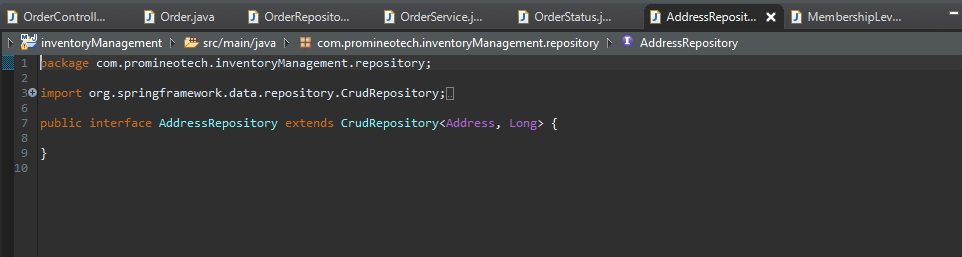 OrderControll... Order.java OrderReposito... OrderService.j... OrderStatus.j... AddressReposit... MembershipLev...
inventoryManagement src/main/java com.promineotech.inventoryManagement.repository AddressRepository
1 package com.promineotech.inventoryManagement.repository;
2
3 import org.springframework.data.repository.CrudRepository;
6
7 public interface AddressRepository extends CrudRepository<Address, Long> {
8
9 }
10